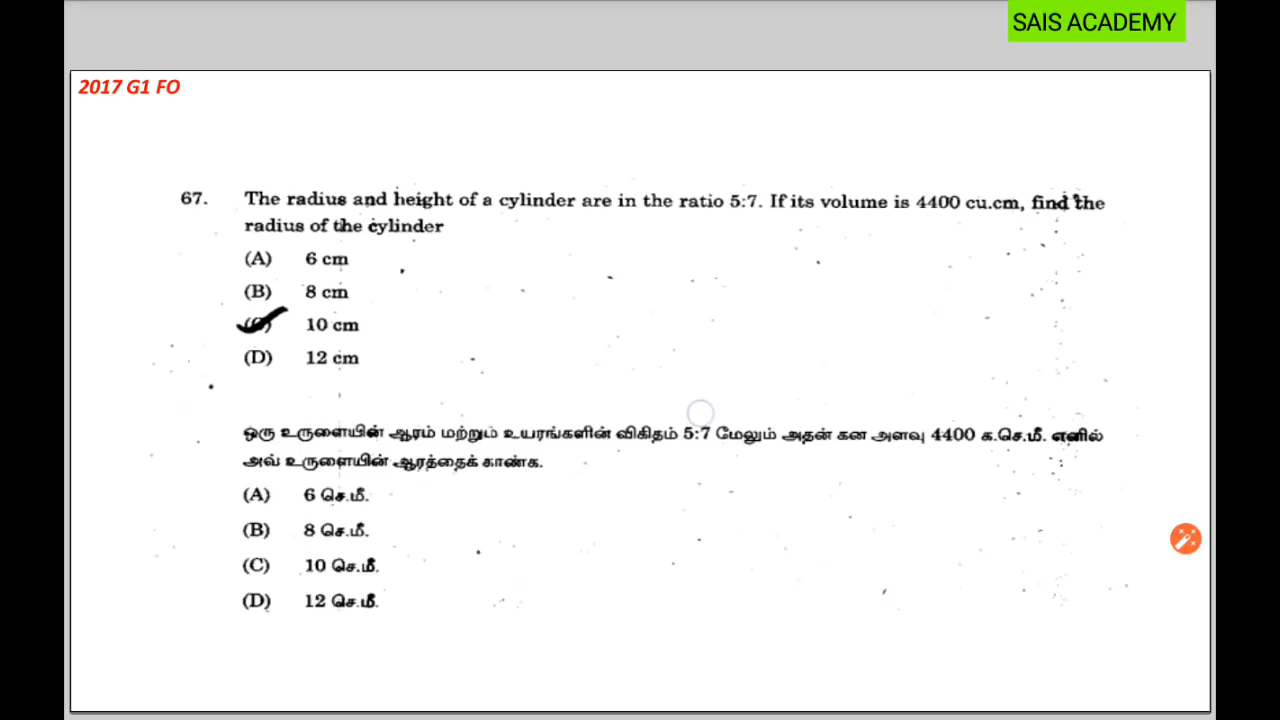 SAIS ACADEMY
2017 G1 FO
67. The radius and height of a cylinder are in the ratio 5:7. If its volume is 4400 cu.cm, find the
radius of the cylinder
(A) 6 cm
(B) 8 cm
(C) 10 cm
(D) 12 cm
ஒரு உருளையின் ஆரம் மற்றும் உயரங்களின் விகிதம் 5:7 மேலும் அதன் கன அளவு 4400 க.செ.மீ. எனில்
அவ் உருளையின் ஆரத்தைக் காண்க.
(A) 6 செ.மீ.
(B) 8 செ.மீ.
(C) 10 செ.மீ.
(D) 12 செ.மீ.